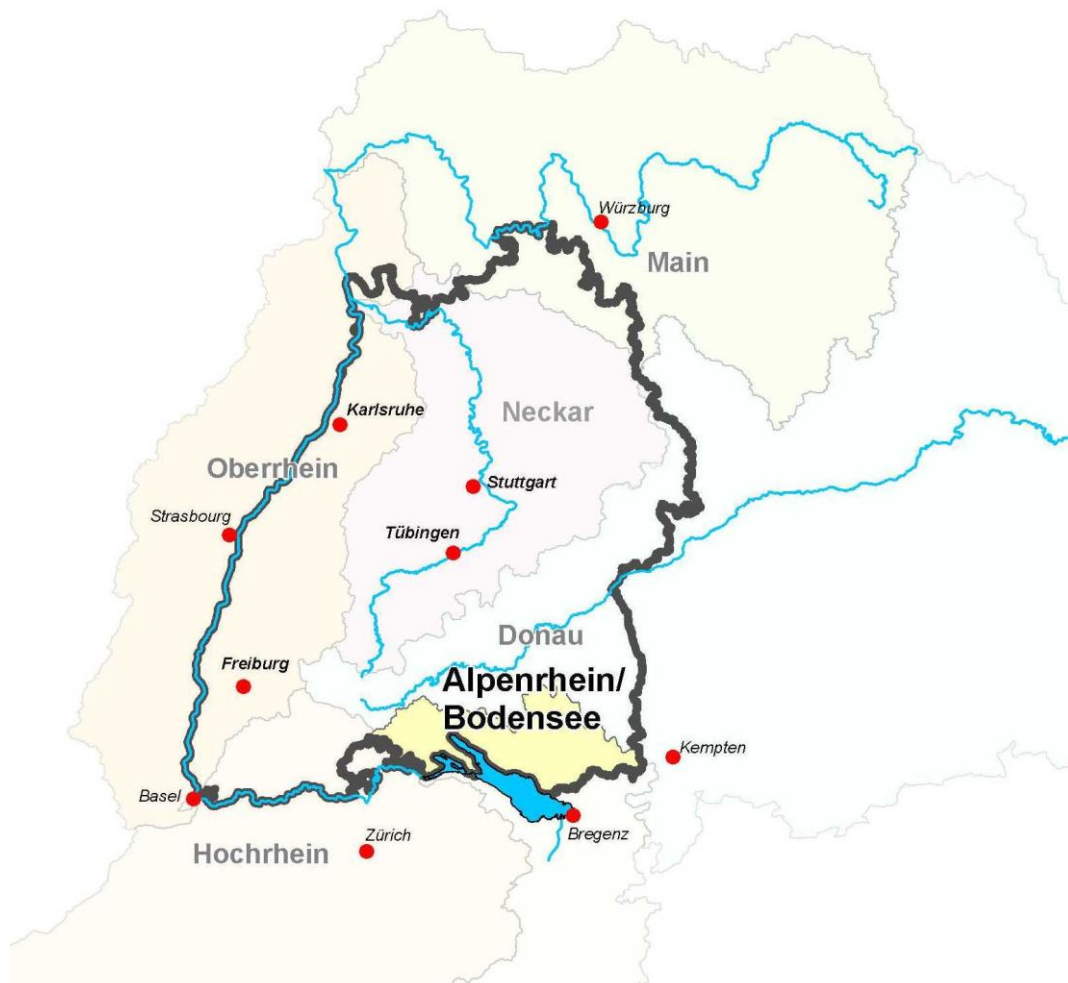 Würzburg
Main
Karlsruhe
Neckar
Oberrhein
Stuttgart
Strasbourg
Tübingen
Donau
Freiburg
Alpenrhein/
Bodensee
Kempten
Basel
Bregenz
Zürich
Hochrhein